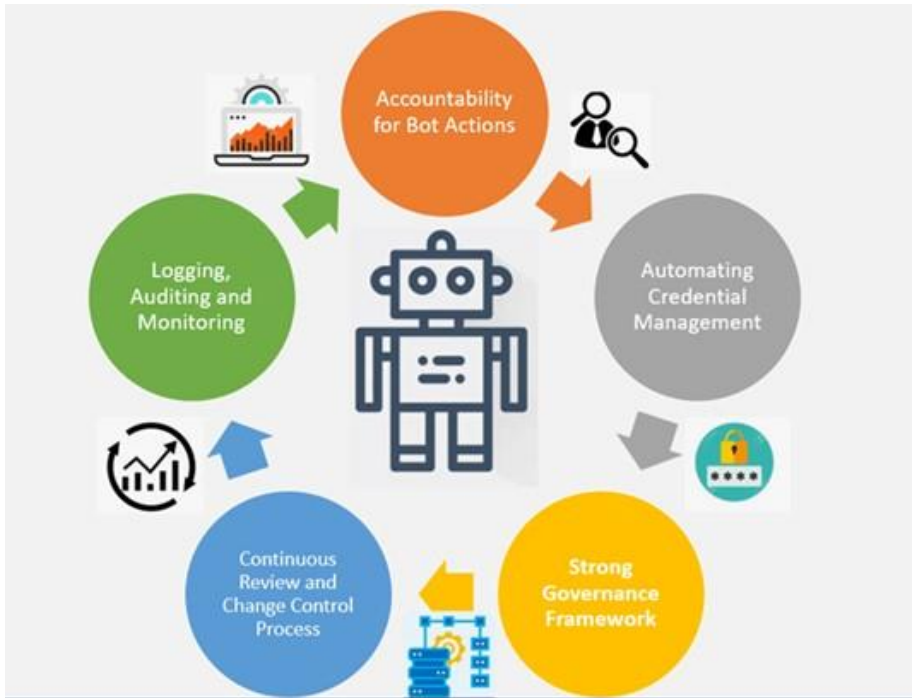 Accountability
for Bot Actions
Automating
Credential
Management
Strong
Governance
Framework
Continuous
Review and
Change Control
Process
Logging,
Auditing and
Monitoring